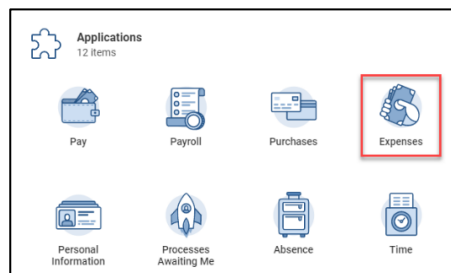 Applications
12 items
Pay
Payroll
Purchases
Expenses
Personal
Information
Processes
Awaiting Me
Absence
Time